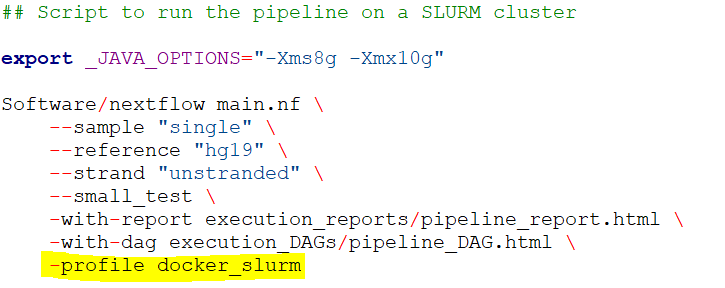 ## Script to run the pipeline on a SLURM cluster
export _JAVA_OPTIONS="-Xms8g -Xmx10g"
Software/nextflow main.nf \
--sample "single" \
--reference "hg19" \
--strand "unstranded" \
--small_test \
-with-report execution_reports/pipeline_report.html \
-with-dag execution_DAGs/pipeline_DAG.html \
-profile docker_slurm